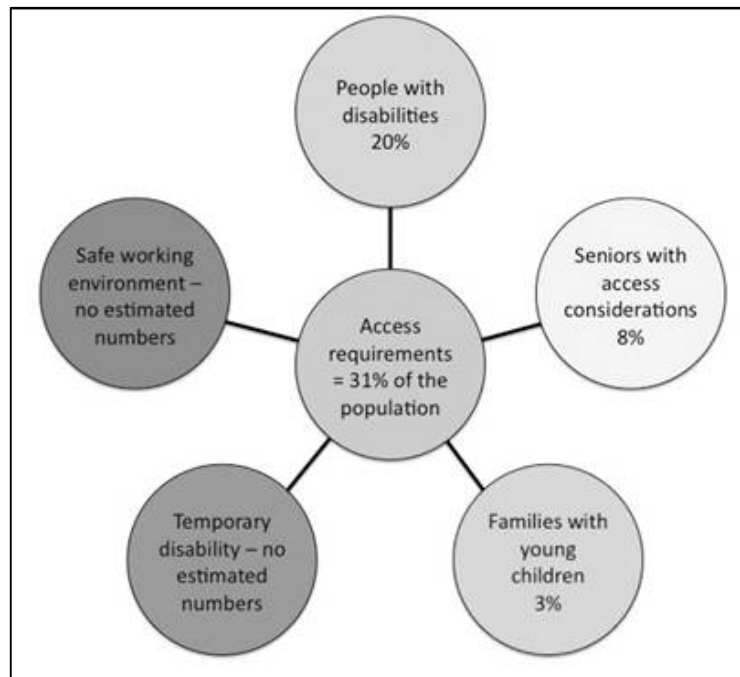 People with
disabilities
20%
Safe working
environment –
no estimated
numbers
Seniors with
access
considerations
8%
Access
requirements
= 31% of the
population
Temporary
disability – no
estimated
numbers
Families with
young
children
3%